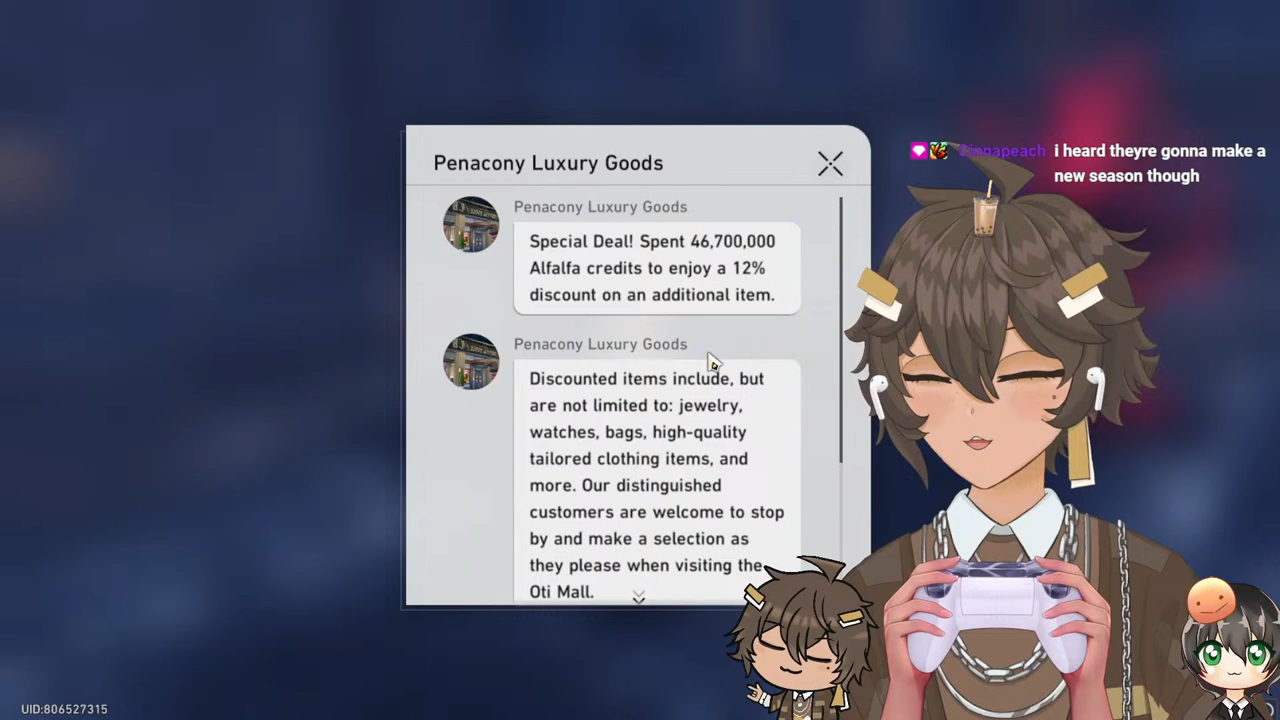 Penacony Luxury Goods
Penacony Luxury Goods
Special Deal! Spent 46,700,000
Alfalfa credits to enjoy a 12%
discount on an additional item.
Penacony Luxury Goods
Discounted items include, but
are not limited to: jewelry,
watches, bags, high-quality
tailored clothing items, and
more. Our distinguished
customers are welcome to stop
by and make a selection as
they please when visiting the
Oti Mall.
Cinnapeach i heard theyre gonna make a
new season though
UID:806527315